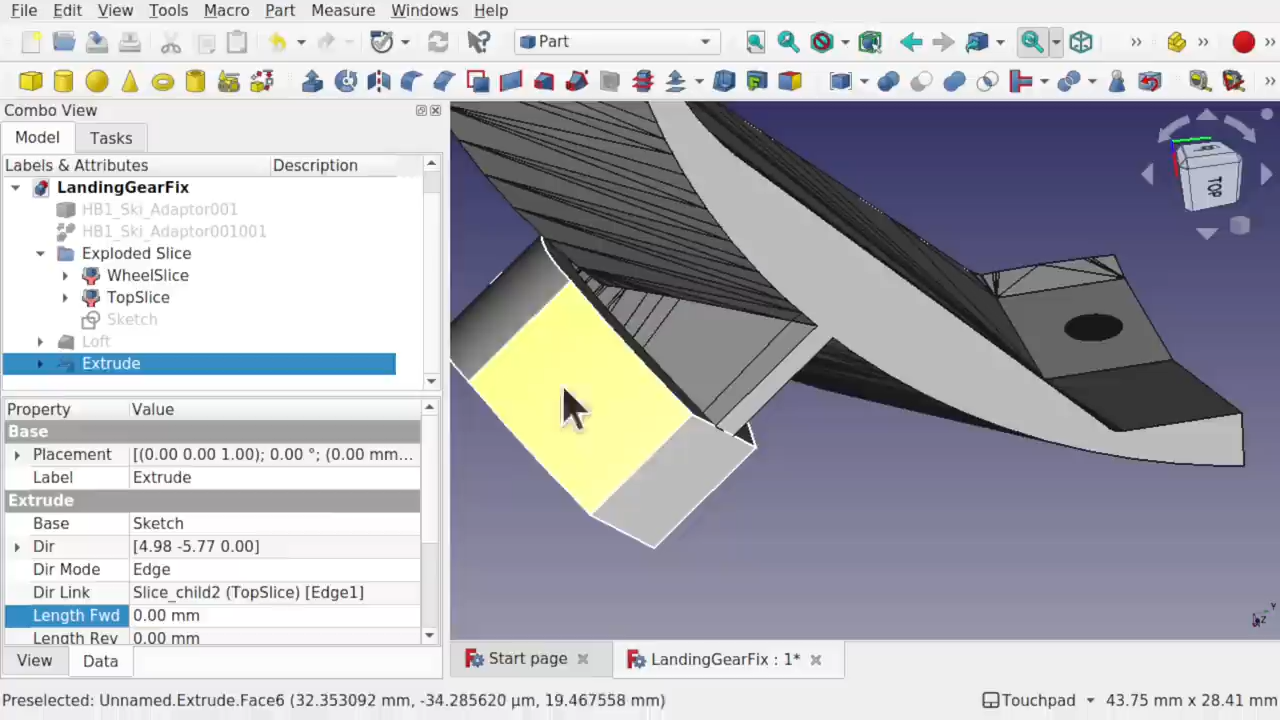 File Edit View Tools Macro Part Measure Windows Help
Part
Combo View
Model Tasks
Labels & Attributes Description
LandingGearFix
HB1_Ski_Adaptor001
HB1_Ski_Adaptor001001
Exploded Slice
WheelSlice
TopSlice
Sketch
Loft
Extrude
Property Value
Base
Placement [(0.00 0.00 1.00); 0.00 °; (0.00 mm...
Label Extrude
Extrude
Base Sketch
Dir [4.98 -5.77 0.00]
Dir Mode Edge
Dir Link Slice_child2 (TopSlice) [Edge1]
Length Fwd 0.00 mm
Length Rev 0.00 mm
View Data
TOP
Start page
LandingGearFix : 1*
Preselected: Unnamed.Extrude.Face6 (32.353092 mm, -34.285620 µm, 19.467558 mm)
Touchpad 43.75 mm x 28.41 mm